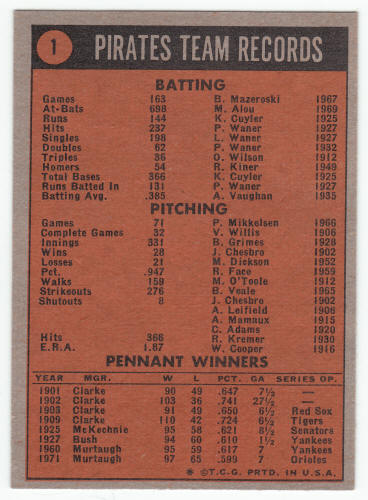 1 PIRATES TEAM RECORDS
BATTING
Games 163 B. Mazeroski 1967
At-Bats 698 M. Alou 1969
Runs 144 K. Cuyler 1925
Hits 237 P. Waner 1927
Singles 198 L. Waner 1927
Doubles 62 P. Waner 1932
Triples 36 O. Wilson 1912
Homers 54 R. Kiner 1949
Total Bases 366 K. Cuyler 1925
Runs Batted In 131 P. Waner 1927
Batting Avg. .385 A. Vaughan 1935
PITCHING
Games 71 P. Mikkelsen 1966
Complete Games 32 V. Willis 1906
Innings 331 B. Grimes 1928
Wins 28 J. Chesbro 1902
Losses 21 M. Dickson 1952
Pct. .947 R. Face 1959
Walks 159 M. O'Toole 1912
Strikeouts 276 B. Veale 1965
Shutouts 8 J. Chesbro 1902
A. Leifield 1906
A. Mamaux 1915
C. Adams 1920
Hits 366 R. Kremer 1930
E.R.A. 1.87 W. Cooper 1916
PENNANT WINNERS
YEAR MGR. W L PCT. GA SERIES OP.
1901 Clarke 90 49 .647 7½ —
1902 Clarke 103 36 .741 27½ —
1903 Clarke 91 49 .650 6½ Red Sox
1909 Clarke 110 42 .724 6½ Tigers
1925 McKechnie 95 58 .621 8½ Senators
1927 Bush 94 60 .610 1½ Yankees
1960 Murtaugh 95 59 .617 7 Yankees
1971 Murtaugh 97 65 .599 7 Orioles
* © T.C.G. PRTD. IN U.S.A.